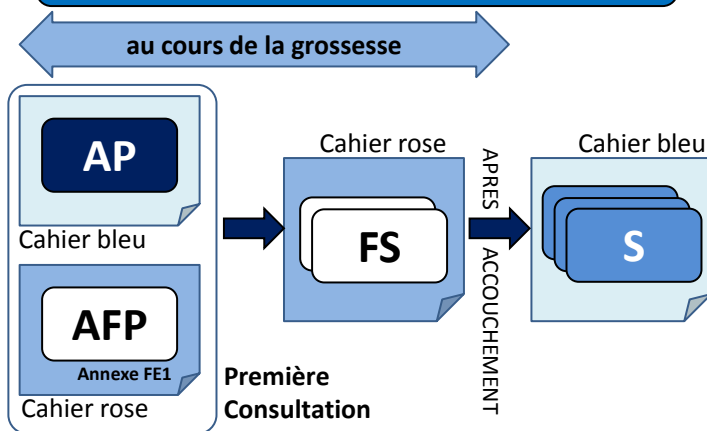 au cours de la grossesse
AP
Cahier bleu
AFP
Annexe FE1
Cahier rose
Première
Consultation
Cahier rose
FS
APRES
ACCOUCHEMENT
Cahier bleu
S